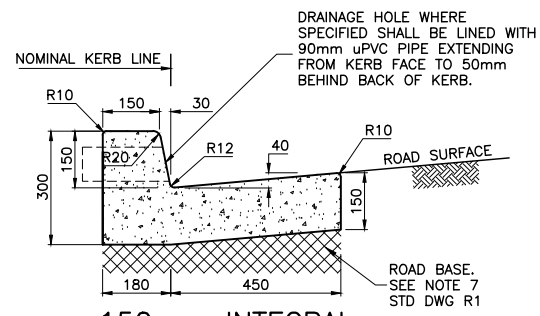 DRAINAGE HOLE WHERE
SPECIFIED SHALL BE LINED WITH
90mm uPVC PIPE EXTENDING
FROM KERB FACE TO 50mm
BEHIND BACK OF KERB.
NOMINAL KERB LINE
R10
150
30
R20
R12
40
R10
ROAD SURFACE
300
150
150
180
450
ROAD BASE.
SEE NOTE 7
STD DWG R1
INTEGRAL